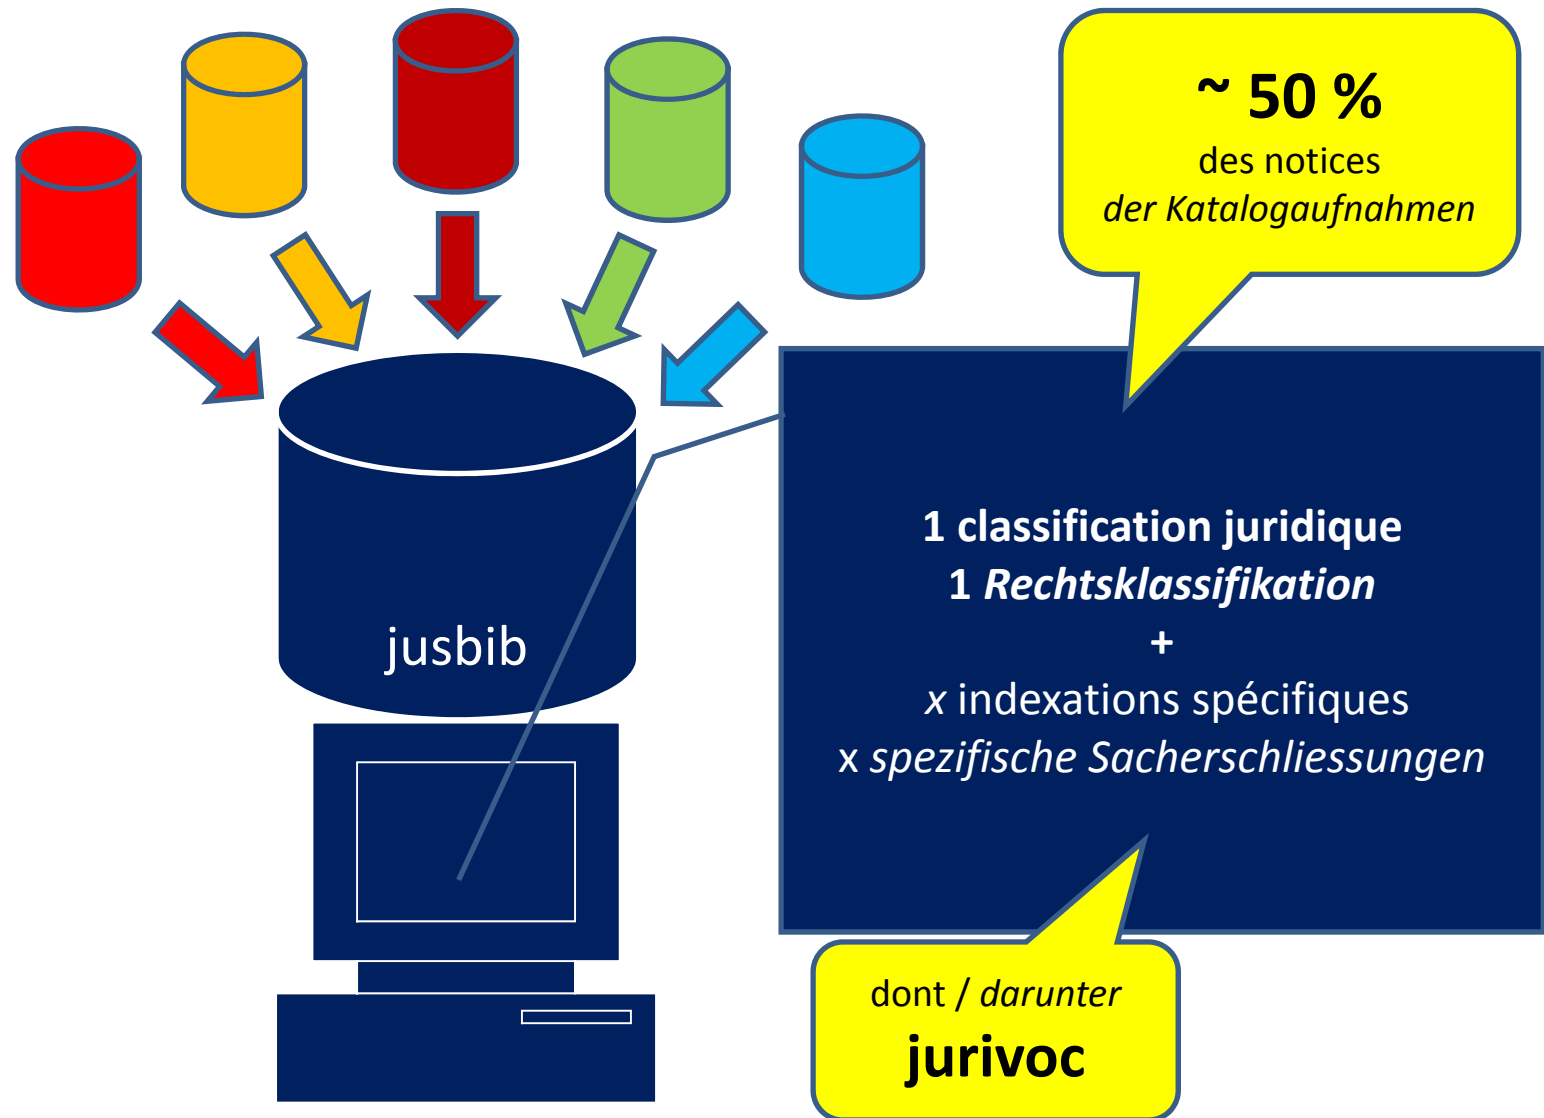 ~ 50 %
des notices
der Katalogaufnahmen
jusbib
1 classification juridique
1 Rechtsklassifikation
+
x indexations spécifiques
x spezifische Sacherschliessungen
dont / darunter
jurivoc